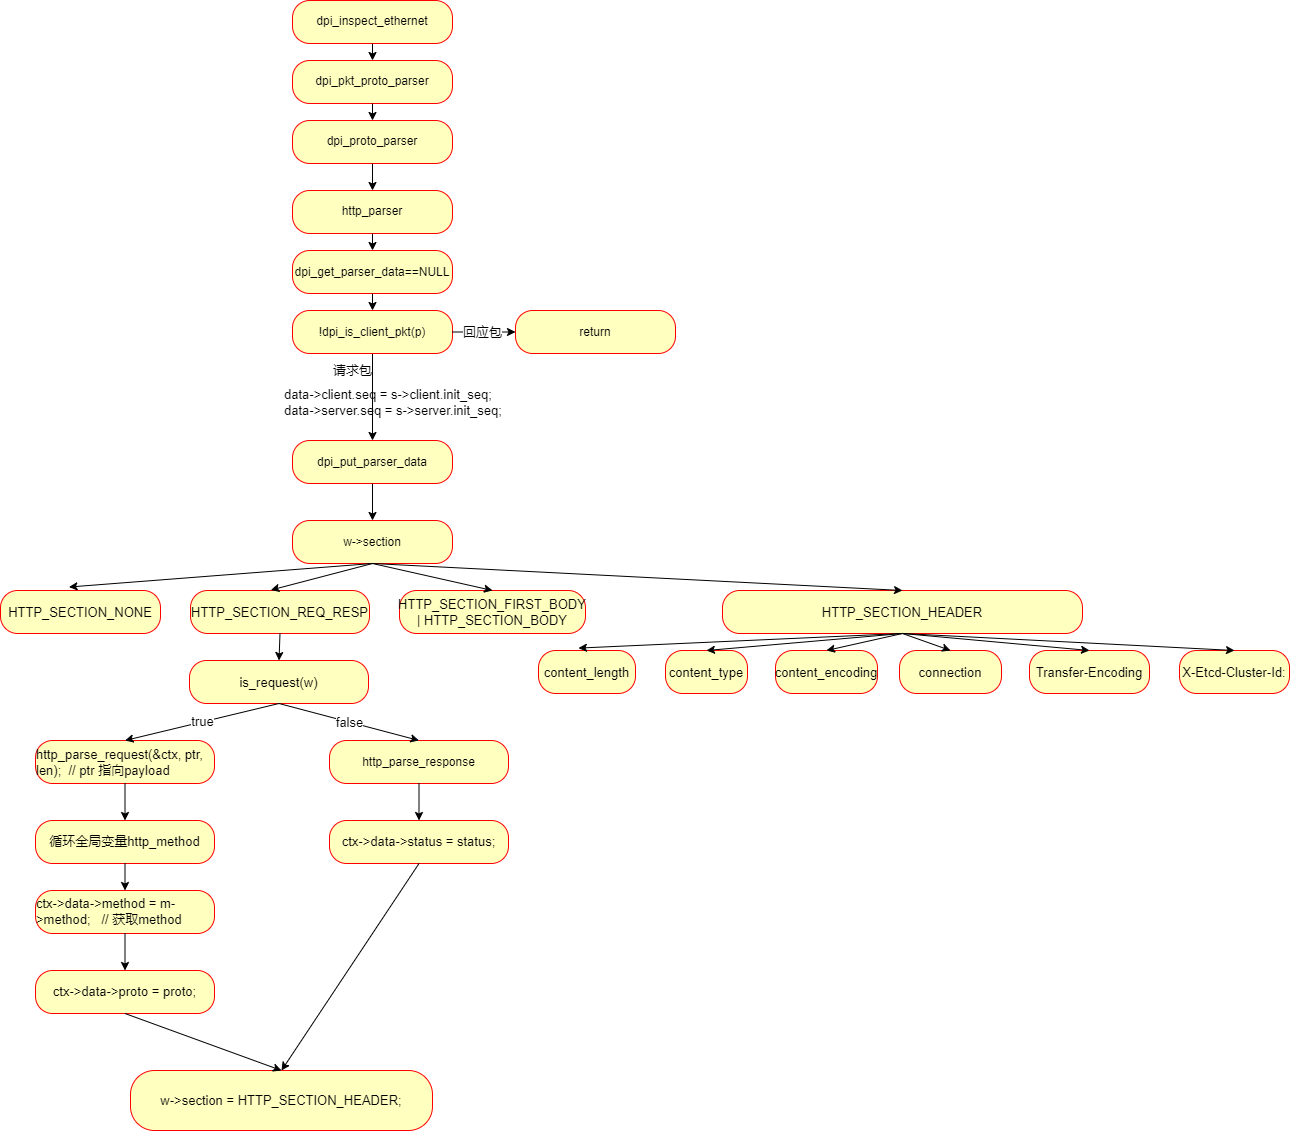 dpi_inspect_ethernet
dpi_pkt_proto_parser
dpi_proto_parser
http_parser
dpi_get_parser_data==NULL
!dpi_is_client_pkt(p)
回应包
return
请求包
data->client.seq = s->client.init_seq;
data->server.seq = s->server.init_seq;
dpi_put_parser_data
w->section
HTTP_SECTION_NONE
HTTP_SECTION_REQ_RESP
HTTP_SECTION_FIRST_BODY
| HTTP_SECTION_BODY
HTTP_SECTION_HEADER
content_length
content_type
content_encoding
connection
Transfer-Encoding
X-Etcd-Cluster-Id:
is_request(w)
true
false
http_parse_request(&ctx, ptr,
len);  // ptr 指向payload
http_parse_response
循环全局变量http_method
ctx->data->status = status;
ctx->data->method = m-
>method;   // 获取method
ctx->data->proto = proto;
w->section = HTTP_SECTION_HEADER;